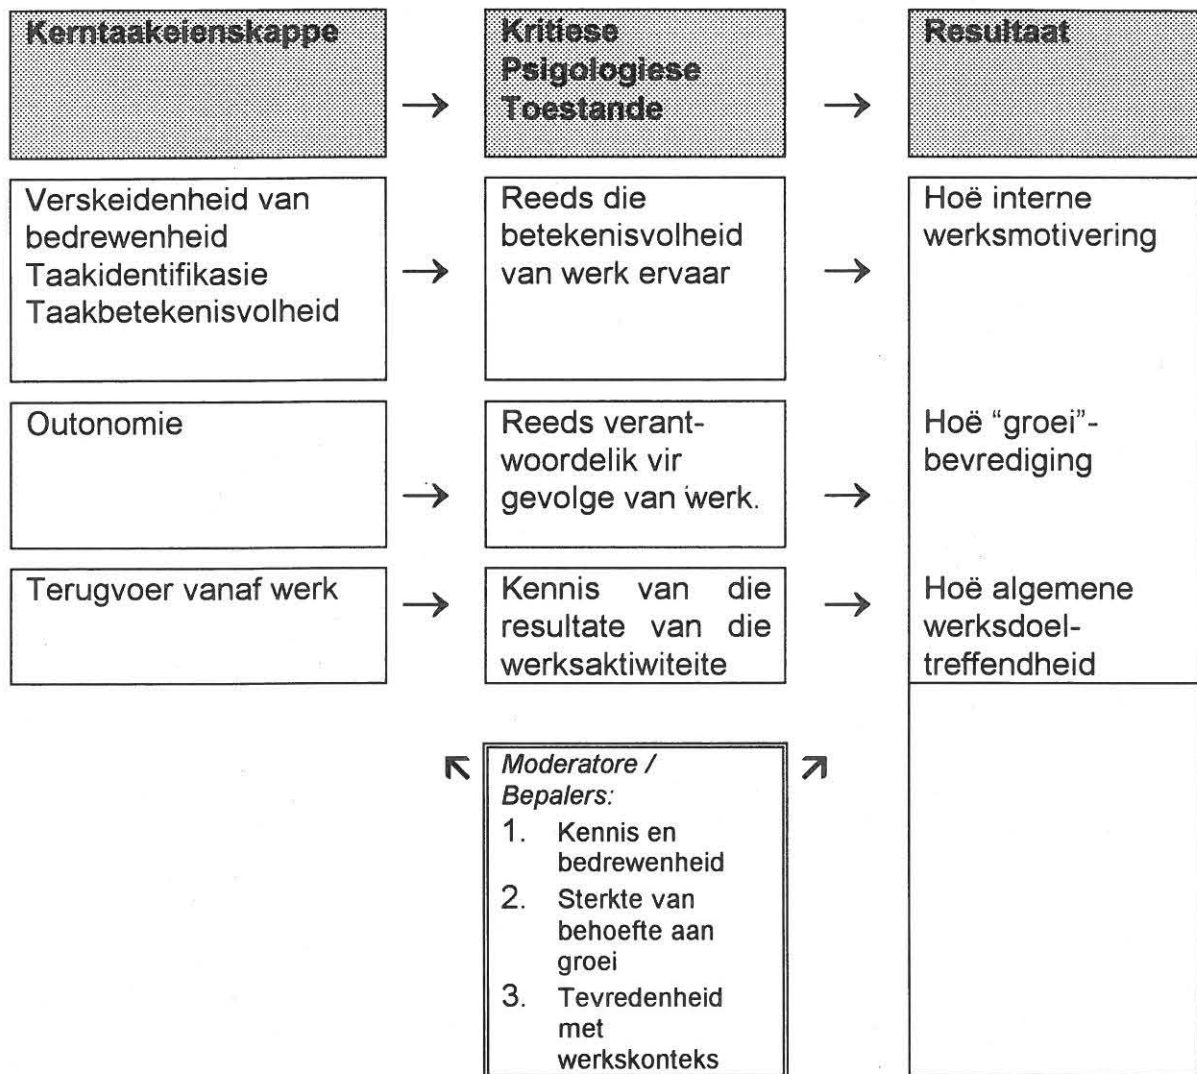 Kerntaakeienskappe
Kritiese
Psigologiese
Toestande
Resultaat
Verskeidenheid van
bedrewenheid
Taakidentifikasie
Taakbetekenisvolheid
Reeds die
betekenisvolheid
van werk ervaar
Hoë interne
werksmotivering
Outonomie
Reeds verant-
woordelik vir
gevolge van werk.
Hoë “groei”-
bevrediging
Terugvoer vanaf werk
Kennis van die
resultate van die
werksaktiwiteite
Hoë algemene
werksdoel-
treffendheid
Moderatore /
Bepalers:
1. Kennis en
bedrewenheid
2. Sterkte van
behoefte aan
groei
3. Tevredenheid
met
werkskonteks